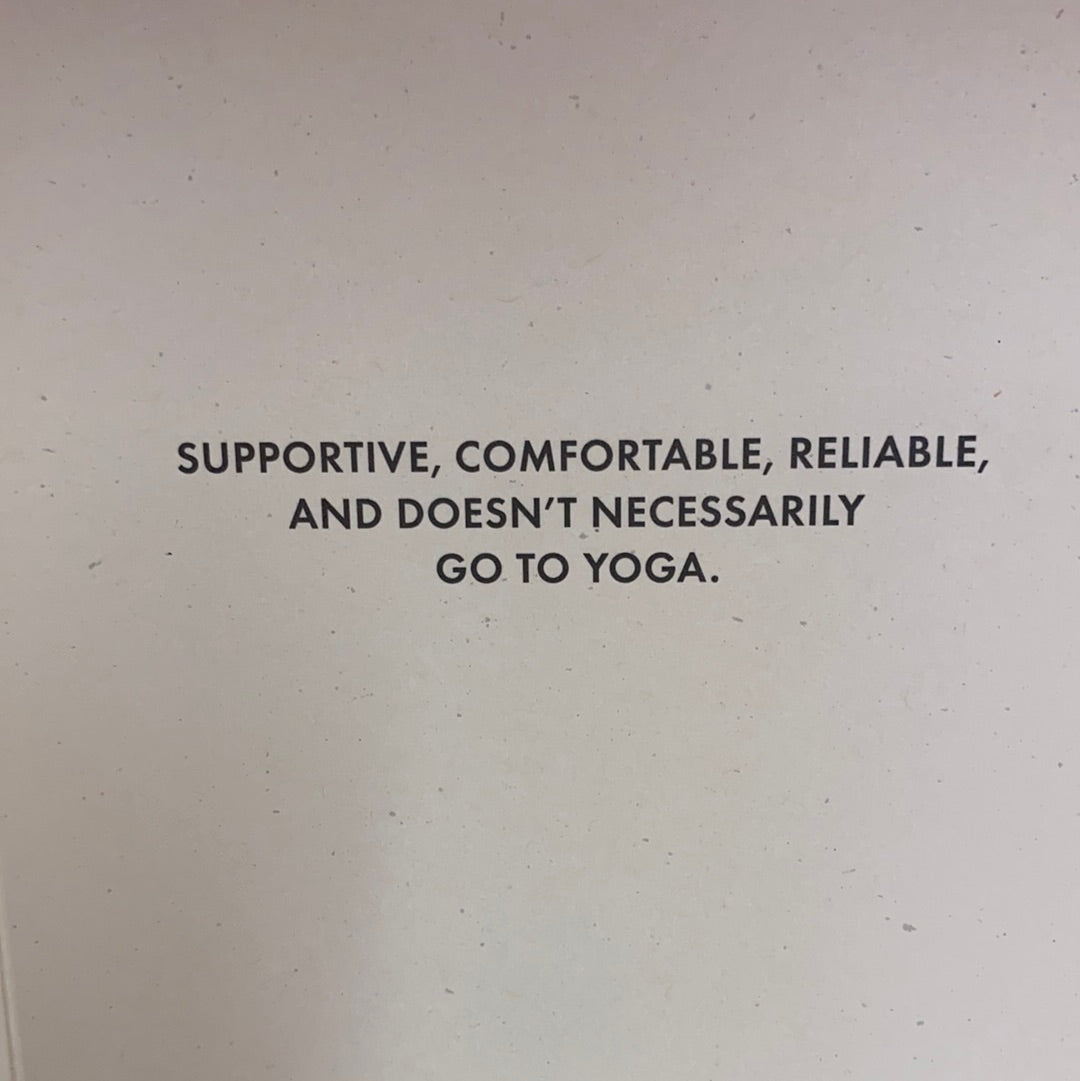 SUPPORTIVE, COMFORTABLE, RELIABLE,
AND DOESN'T NECESSARILY
GO TO YOGA.